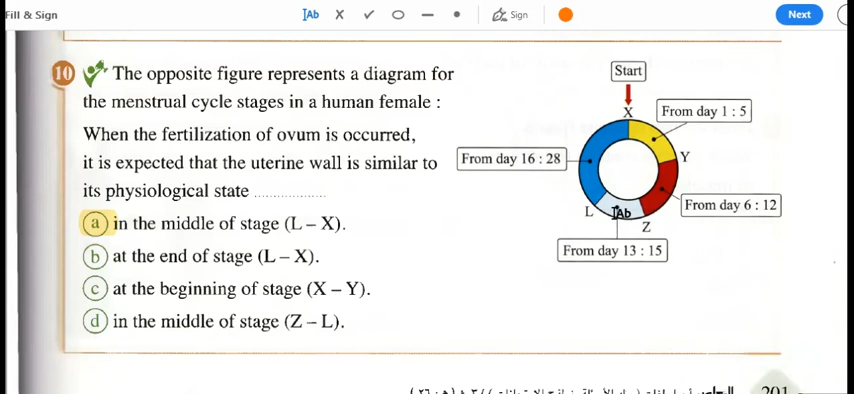 Fill & Sign
Ab
Sign
Next
10 The opposite figure represents a diagram for
the menstrual cycle stages in a human female :
When the fertilization of ovum is occurred,
it is expected that the uterine wall is similar to
its physiological state ....................
a in the middle of stage (L – X).
b at the end of stage (L – X).
c at the beginning of stage (X – Y).
d in the middle of stage (Z – L).
Start
X
From day 1 : 5
Y
From day 16 : 28
From day 6 : 12
L
Ab
Z
From day 13 : 15
201